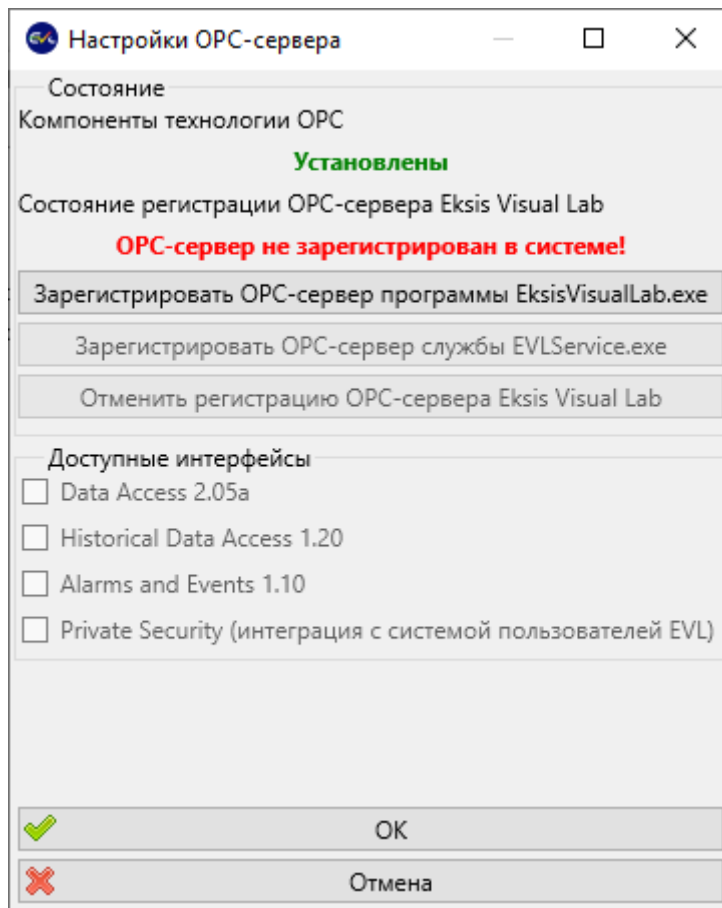 EVL Настройки OPC-сервера
Состояние
Компоненты технологии OPC
Установлены
Состояние регистрации OPC-сервера Eksis Visual Lab
OPC-сервер не зарегистрирован в системе!
Зарегистрировать OPC-сервер программы EksisVisualLab.exe
Зарегистрировать OPC-сервер службы EVLService.exe
Отменить регистрацию OPC-сервера Eksis Visual Lab
Доступные интерфейсы
Data Access 2.05a
Historical Data Access 1.20
Alarms and Events 1.10
Private Security (интеграция с системой пользователей EVL)
OK
Отмена